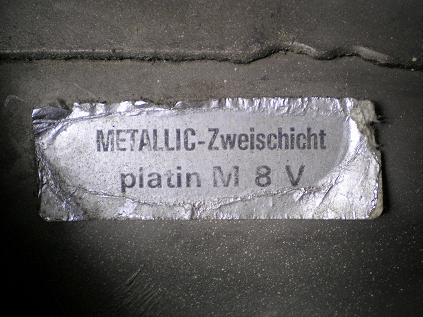 METALLIC-Zweischicht
platin M 8 V